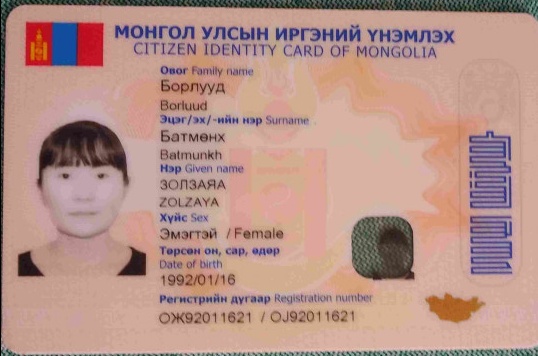 МОНГОЛ УЛСЫН ИРГЭНИЙ ҮНЭМЛЭХ
CITIZEN IDENTITY CARD OF MONGOLIA
Овог Family name
Борлууд
Borluud
Эцэг/эх/-ийн нэр Surname
Батмөнх
Batmunkh
Нэр Given name
ЗОЛЗАЯА
ZOLZAYA
Хүйс Sex
Эмэгтэй / Female
Төрсөн он, сар, өдөр
Date of birth
1992/01/16
Регистрийн дугаар Registration number
ОЖ92011621 / OJ92011621